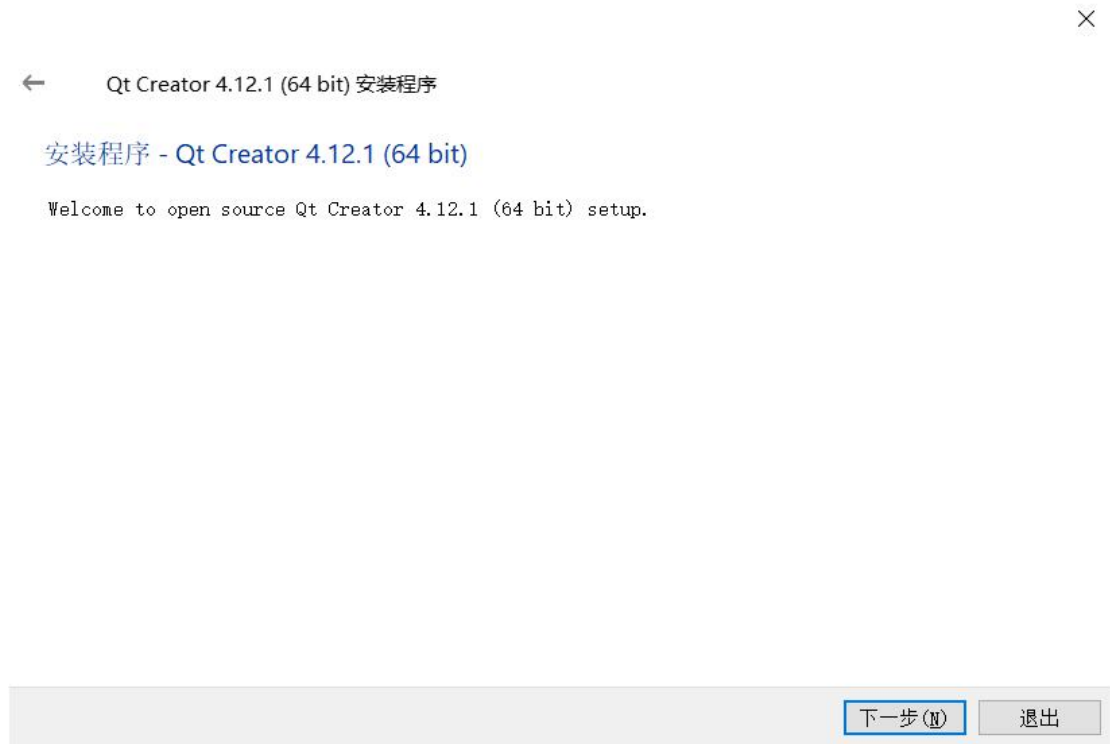 Qt Creator 4.12.1 (64 bit) 安装程序
安装程序 - Qt Creator 4.12.1 (64 bit)
Welcome to open source Qt Creator 4.12.1 (64 bit) setup.
下一步(N) 退出